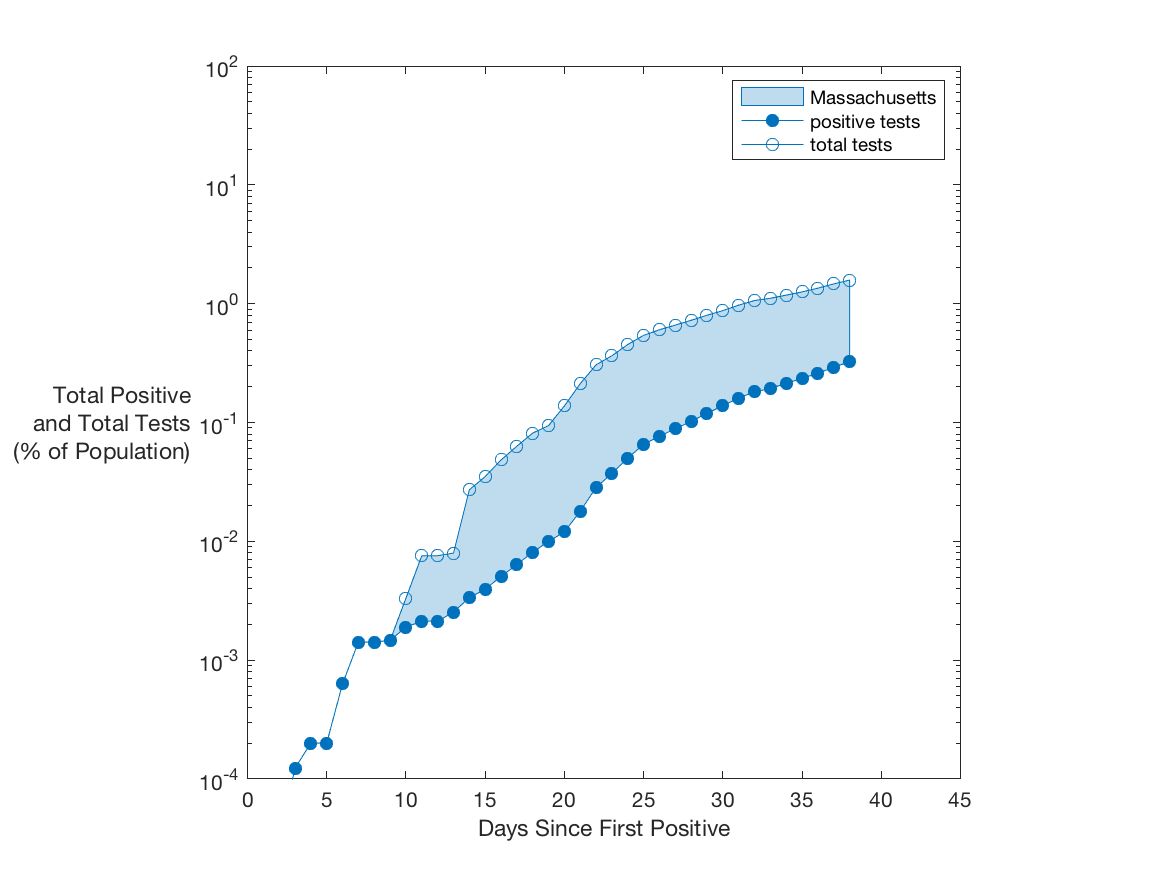 10^2
10^1
10^0
10^-1
10^-2
10^-3
10^-4
Total Positive
and Total Tests
(% of Population)
Massachusetts
positive tests
total tests
0 5 10 15 20 25 30 35 40 45
Days Since First Positive